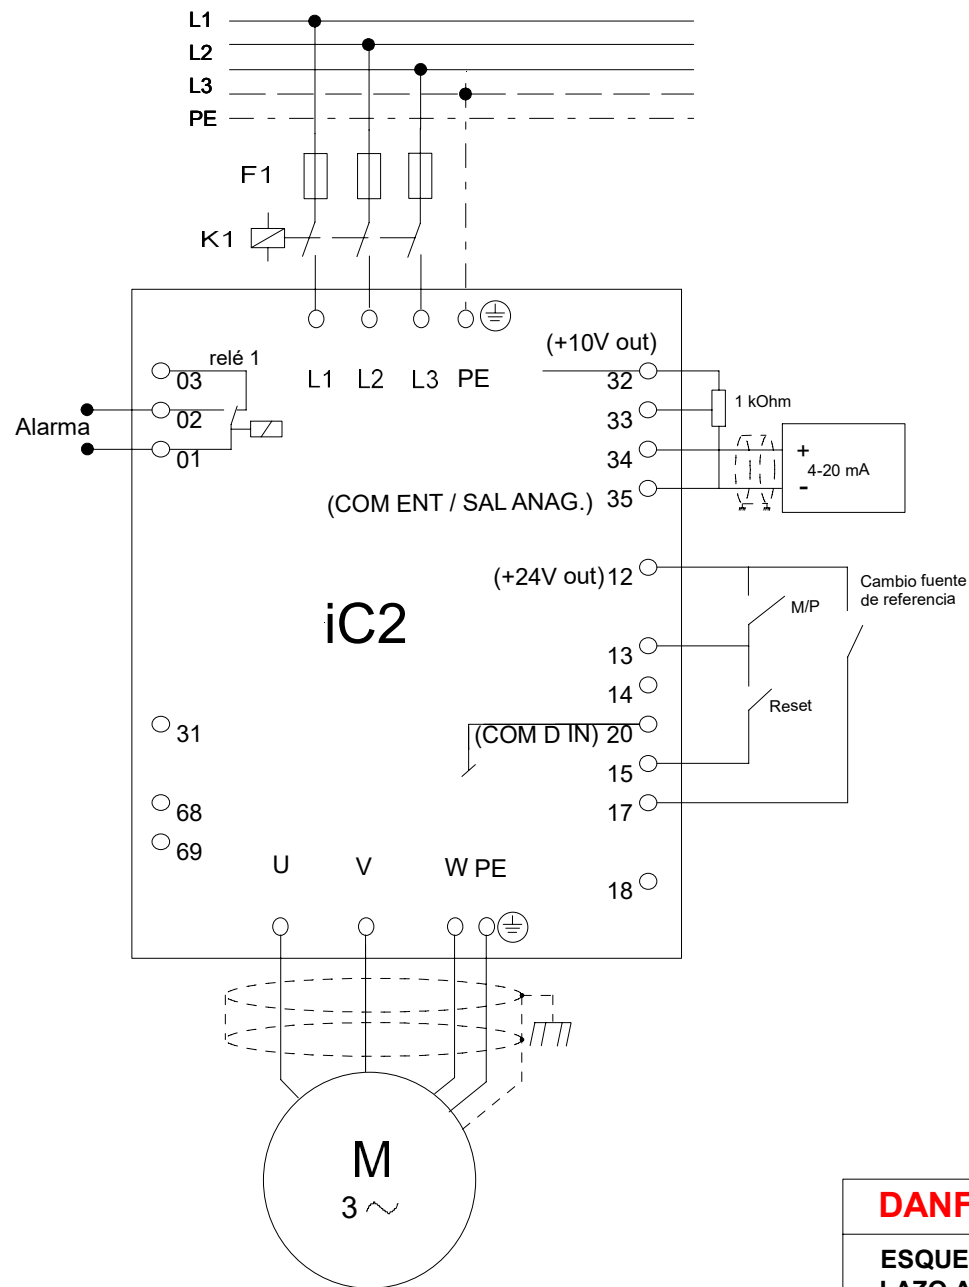 L1
L2
L3
PE
F1
K1
L1 L2 L3 PE
relé 1
03
02
01
Alarma
(+10V out)
32
33
34
35
1 kOhm
+
4-20 mA
-
(COM ENT / SAL ANAG.)
(+24V out) 12
Cambio fuente
de referencia
M/P
iC2
13
14
Reset
(COM D IN) 20
15
17
18
31
68
69
U V W PE
M
3 ~
DANF
ESQUE